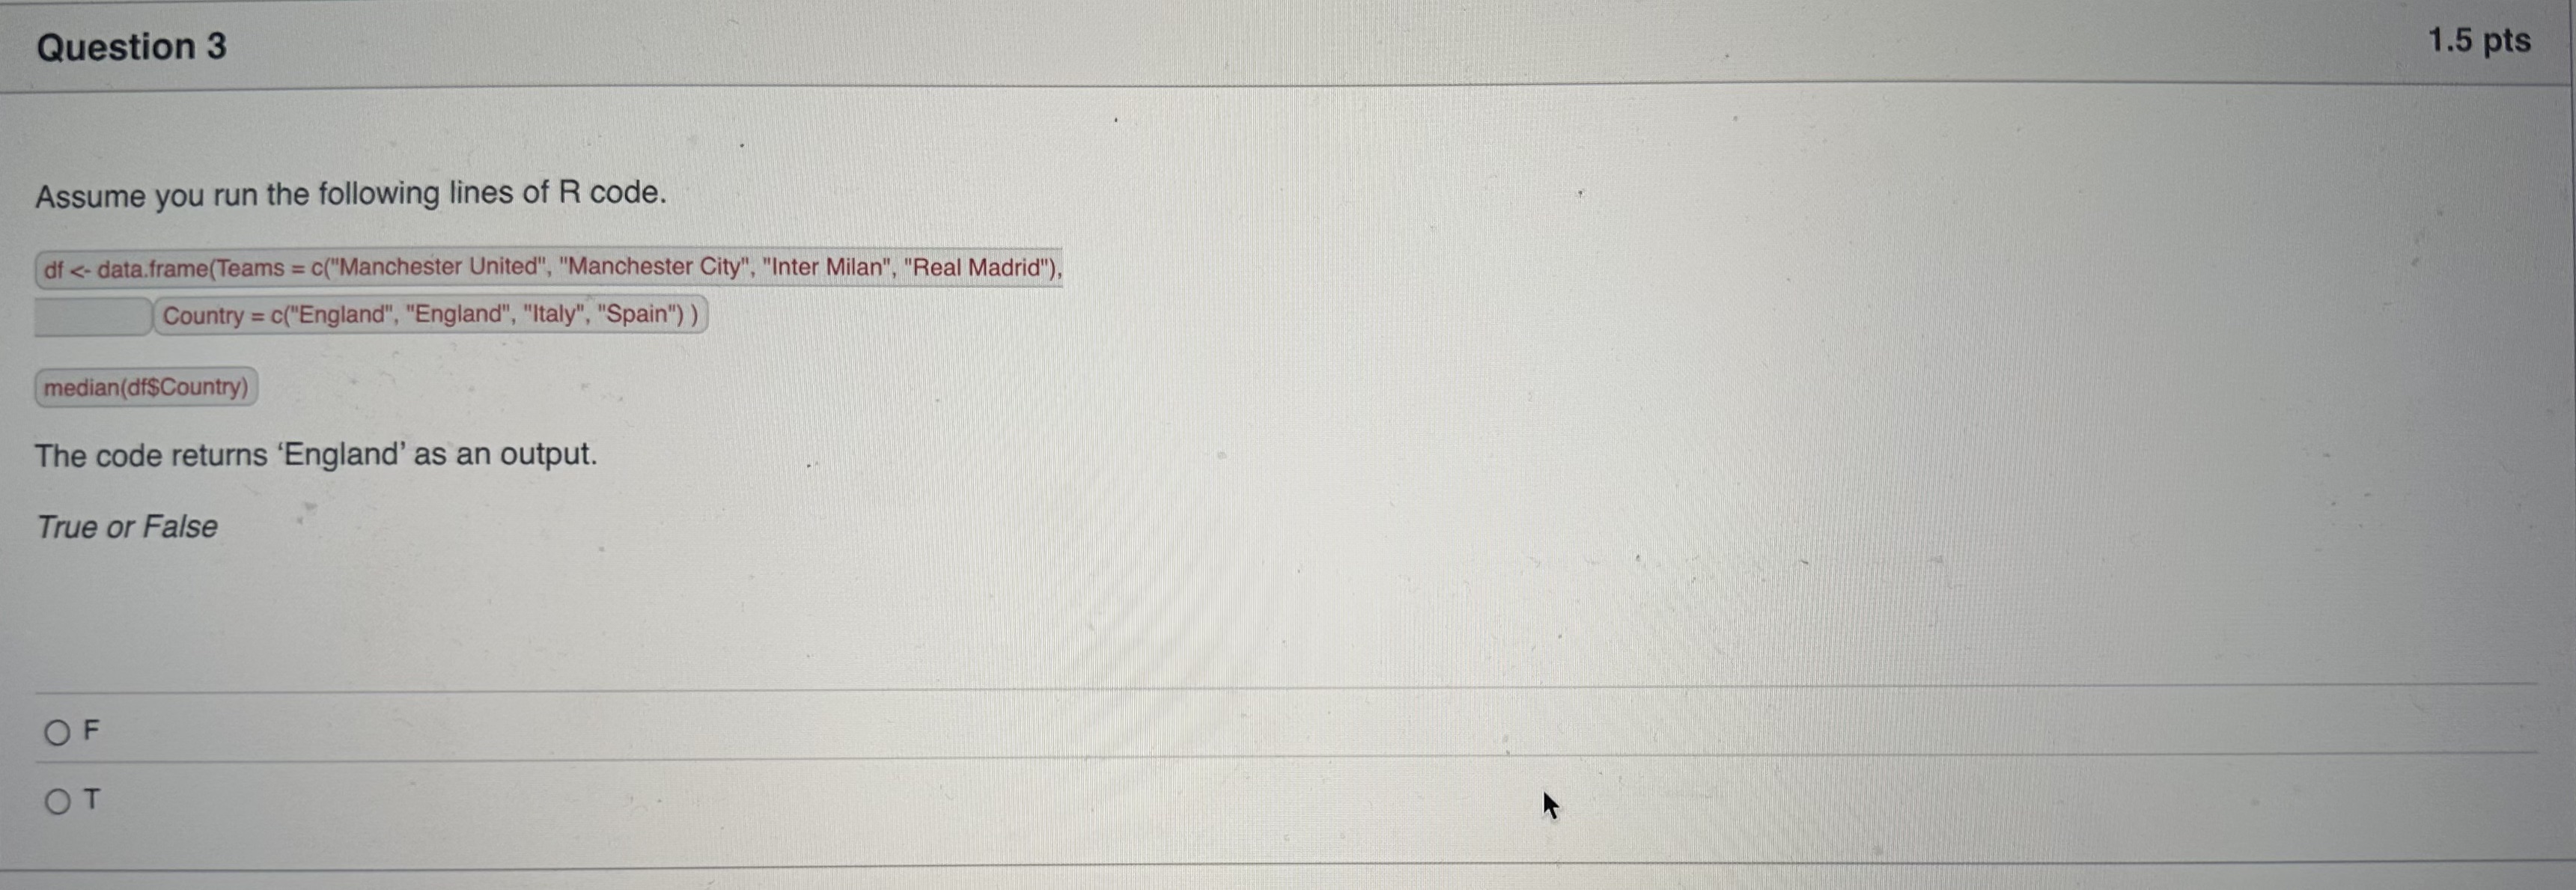 Question 3
1.5 pts
Assume you run the following lines of R code.
df <- data.frame(Teams = c("Manchester United", "Manchester City", "Inter Milan", "Real Madrid"),
Country = c("England", "England", "Italy", "Spain") )
median(df$Country)
The code returns ‘England’ as an output.
True or False
F
T